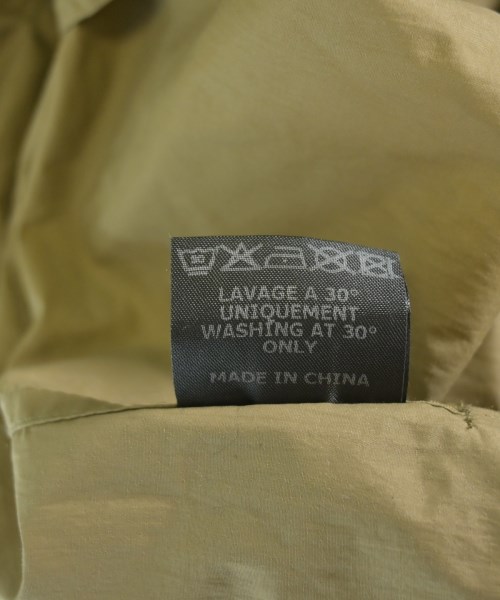 LAVAGE A 30°
UNIQUEMENT
WASHING AT 30°
ONLY
MADE IN CHINA